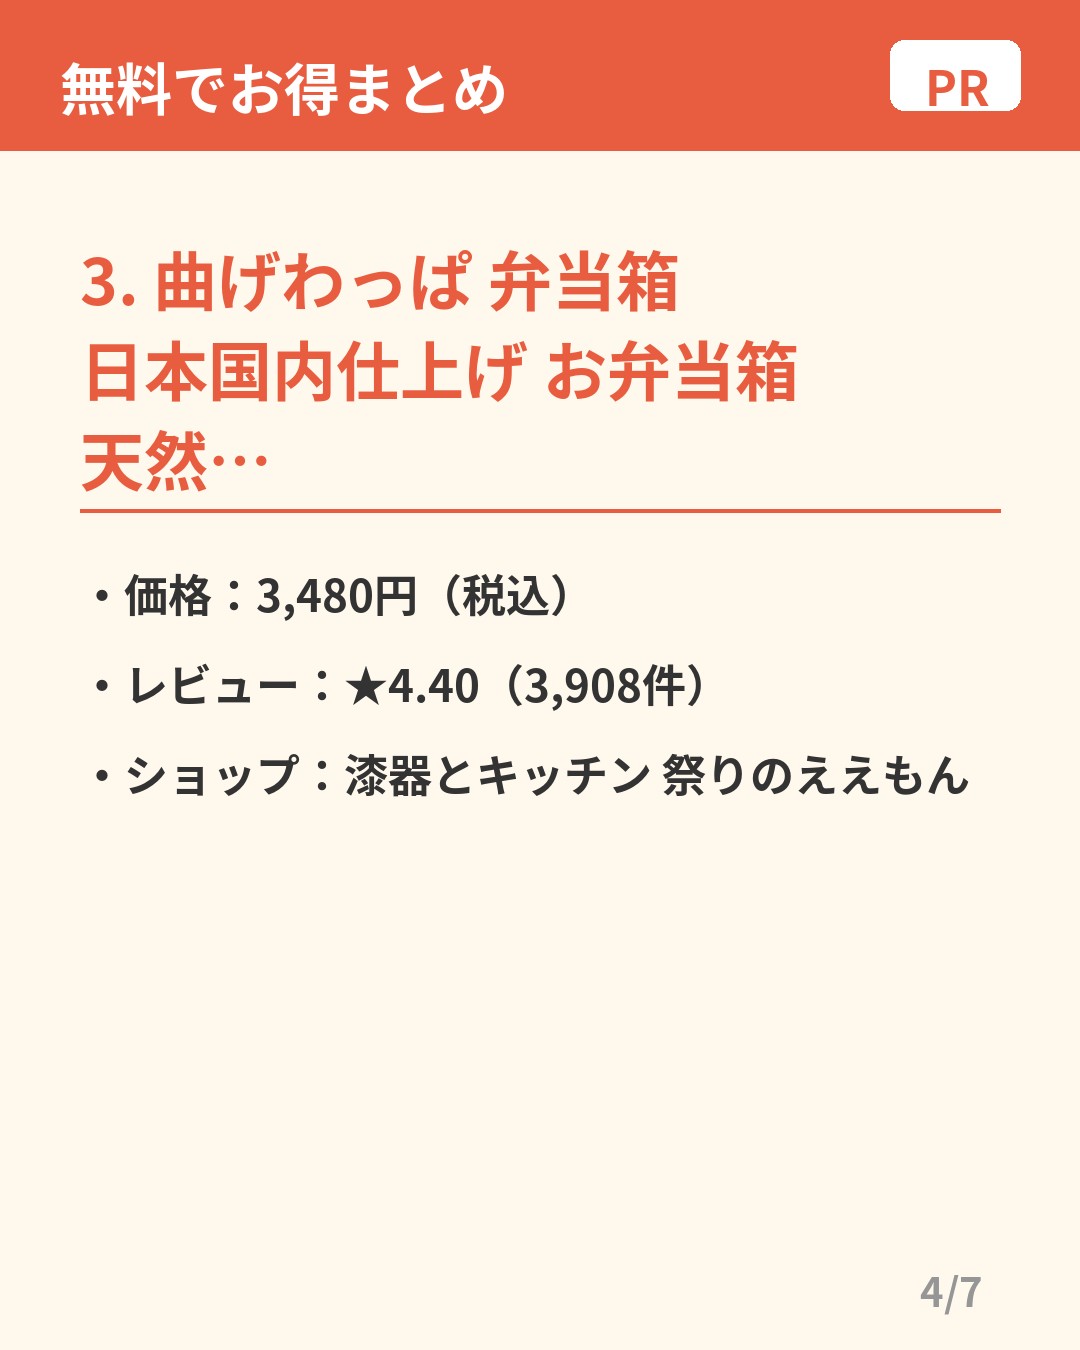 無料でお得まとめ
PR
3. 曲げわっぱ 弁当箱
日本国内仕上げ お弁当箱
天然…
・価格：3,480円（税込）
・レビュー：★4.40（3,908件）
・ショップ：漆器とキッチン 祭りのええもん
4/7